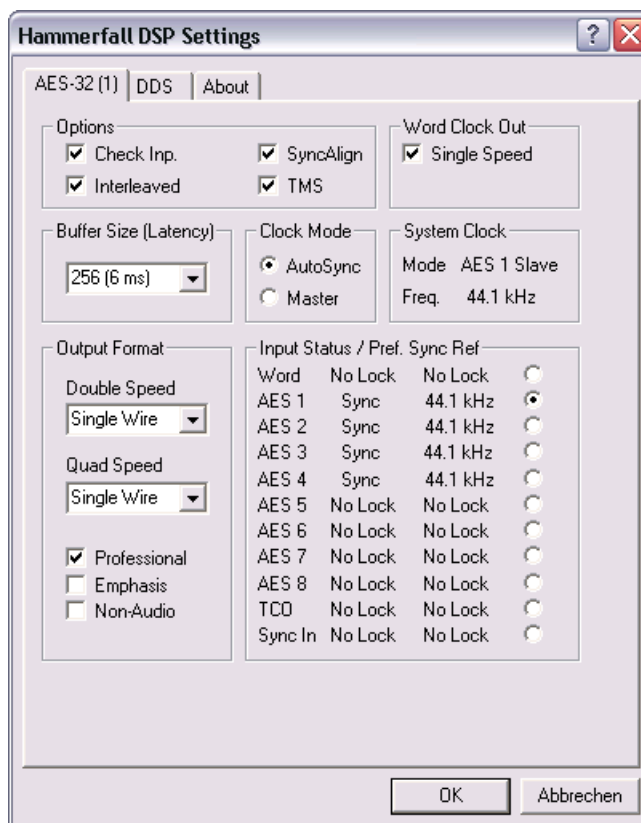 Hammerfall DSP Settings
AES-32 (1) DDS About
Options
Check Inp. SyncAlign
Interleaved TMS
Word Clock Out
Single Speed
Buffer Size (Latency)
256 (6 ms)
Clock Mode
AutoSync
Master
System Clock
Mode AES 1 Slave
Freq. 44.1 kHz
Output Format
Double Speed
Single Wire
Quad Speed
Single Wire
Professional
Emphasis
Non-Audio
Input Status / Pref. Sync Ref
Word No Lock No Lock
AES 1 Sync 44.1 kHz
AES 2 Sync 44.1 kHz
AES 3 Sync 44.1 kHz
AES 4 Sync 44.1 kHz
AES 5 No Lock No Lock
AES 6 No Lock No Lock
AES 7 No Lock No Lock
AES 8 No Lock No Lock
TCO No Lock No Lock
Sync In No Lock No Lock
OK Abbrechen